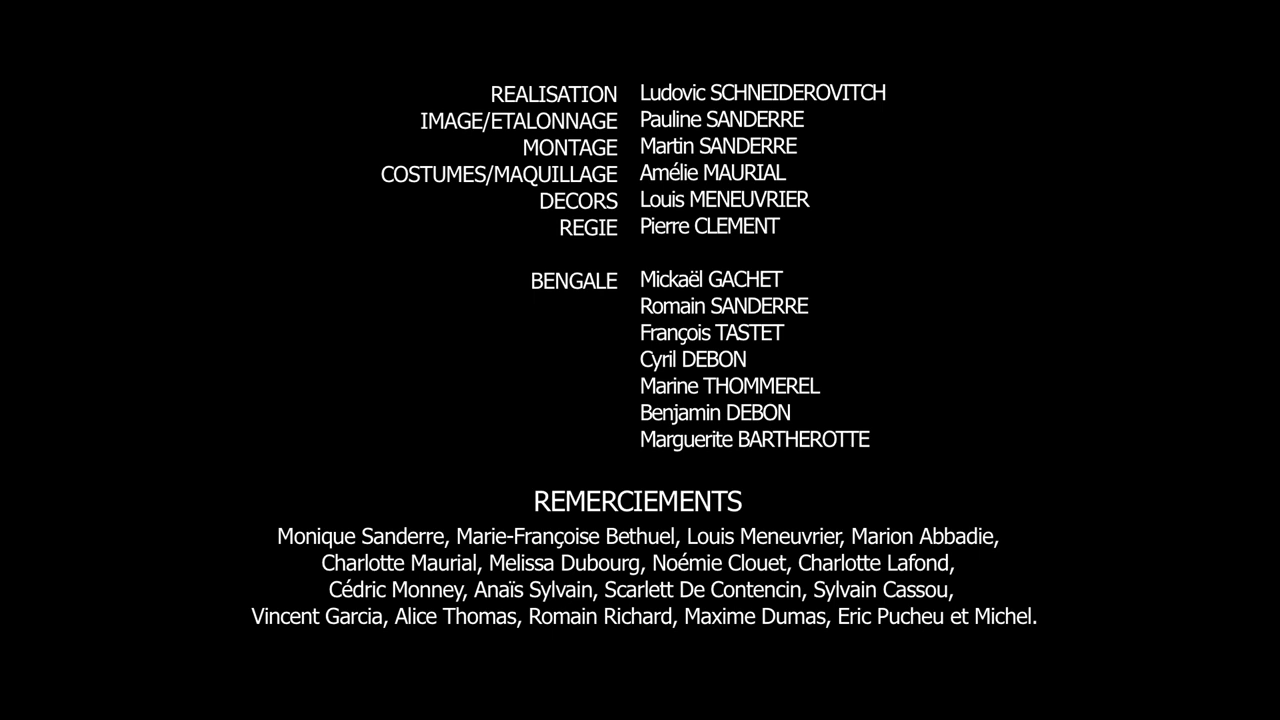 REALISATION Ludovic SCHNEIDEROVITCH
IMAGE/ETALONNAGE Pauline SANDERRE
MONTAGE Martin SANDERRE
COSTUMES/MAQUILLAGE Amélie MAURIAL
DECORS Louis MENEUVRIER
REGIE Pierre CLEMENT
BENGALE Mickaël GACHET
Romain SANDERRE
François TASTET
Cyril DEBON
Marine THOMMEREL
Benjamin DEBON
Marguerite BARTHEROTTE
REMERCIEMENTS
Monique Sanderre, Marie-Françoise Bethuel, Louis Meneuvrier, Marion Abbadie,
Charlotte Maurial, Melissa Dubourg, Noémie Clouet, Charlotte Lafond,
Cédric Monney, Anaïs Sylvain, Scarlett De Contencin, Sylvain Cassou,
Vincent Garcia, Alice Thomas, Romain Richard, Maxime Dumas, Eric Pucheu et Michel.